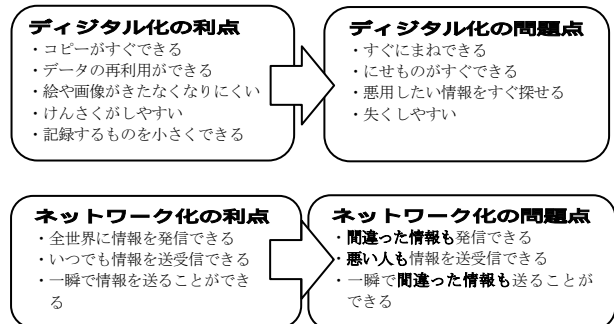 ディジタル化の利点
・コピーがすぐできる
・データの再利用ができる
・絵や画像がきたなくなりにくい
・けんさくがしやすい
・記録するものを小さくできる
ディジタル化の問題点
・すぐにまねできる
・にせものがすぐできる
・悪用したい情報をすぐ探せる
・失くしやすい
ネットワーク化の利点
・全世界に情報を発信できる
・いつでも情報を送受信できる
・一瞬で情報を送ることができ
る
ネットワーク化の問題点
・間違った情報も発信できる
・悪い人も情報を送受信できる
・一瞬で間違った情報も送ることが
できる